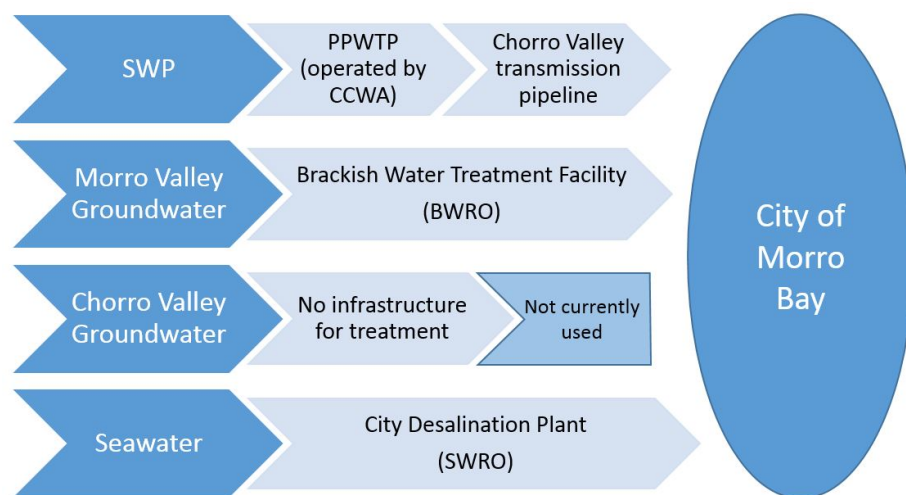 SWP
PPWTP
(operated by
CCWA)
Chorro Valley
transmission
pipeline
Morro Valley
Groundwater
Brackish Water Treatment Facility
(BWRO)
Chorro Valley
Groundwater
No infrastructure
for treatment
Not currently
used
Seawater
City Desalination Plant
(SWRO)
City of
Morro
Bay